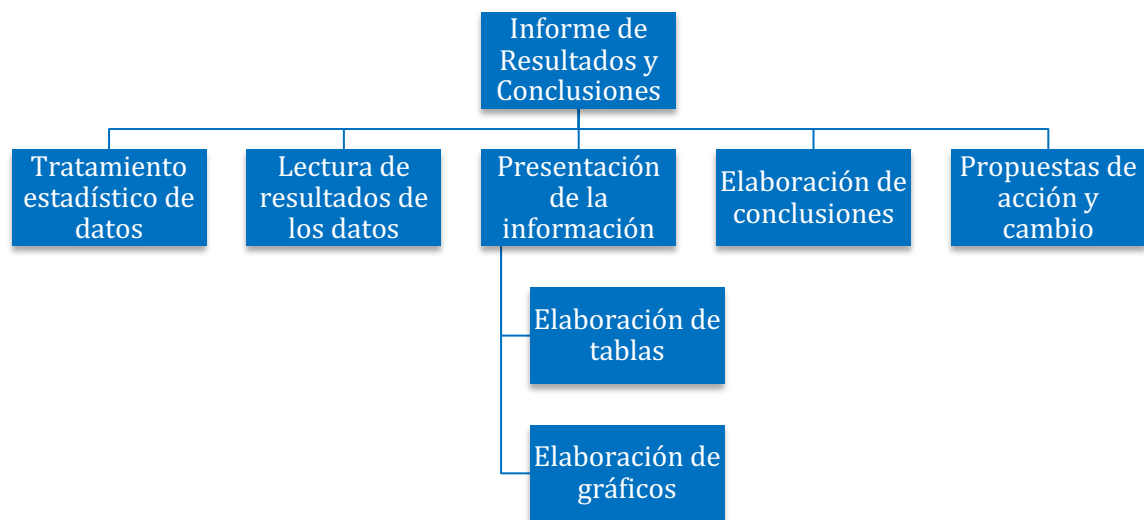 Informe de
Resultados y
Conclusiones
Tratamiento
estadístico de
datos
Lectura de
resultados de
los datos
Presentación
de la
información
Elaboración de
conclusiones
Propuestas de
acción y
cambio
Elaboración de
tablas
Elaboración de
gráficos